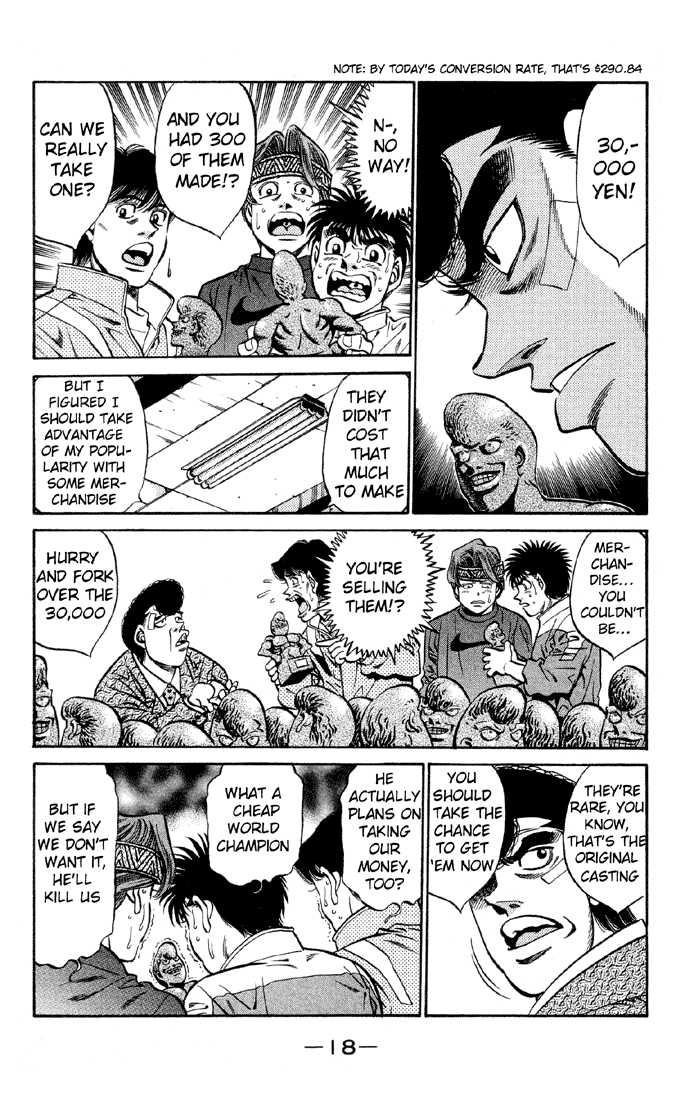 NOTE: BY TODAY'S CONVERSION RATE, THAT'S $290.84
30,-
000
YEN!
N-,
NO
WAY!
AND YOU
HAD 300
OF THEM
MADE!?
CAN WE
REALLY
TAKE
ONE?
THEY
DIDN'T
COST
THAT
MUCH
TO MAKE
BUT I
FIGURED I
SHOULD TAKE
ADVANTAGE
OF MY POPU-
LARITY WITH
SOME MER-
CHANDISE
MER-
CHAN-
DISE...
YOU
COULDN'T
BE...
YOU'RE
SELLING
THEM!?
HURRY
AND FORK
OVER THE
30,000
THEY'RE
RARE, YOU
KNOW,
THAT'S THE
ORIGINAL
CASTING
YOU
SHOULD
TAKE THE
CHANCE
TO GET
'EM NOW
HE
ACTUALLY
PLANS ON
TAKING
OUR
MONEY,
TOO?
WHAT A
CHEAP
WORLD
CHAMPION
BUT IF
WE SAY
WE DON'T
WANT IT,
HE'LL
KILL US
—18—